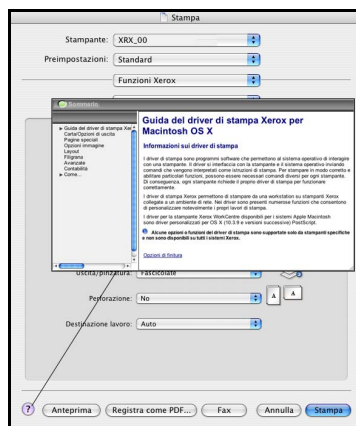 Stampa
Stampante: XRX_00
Preimpostazioni: Standard
Funzioni Xerox
Sommario
Guida del driver di stampa Xer
Carta/Opzioni di uscita
Pagine speciali
Opzioni immagine
Layout
Filigrana
Avanzate
Contabilità
Come...
Guida del driver di stampa Xerox per
Macintosh OS X
Informazioni sui driver di stampa
I driver di stampa sono programmi software che permettono al sistema operativo di interagire
con una stampante. Il driver si interfaccia con la stampante e il sistema operativo inviando
comandi che vengono interpretati come istruzioni di stampa. Per stampare in modo corretto e
abilitare particolari funzioni, possono essere necessari comandi diversi per ogni stampante.
Di conseguenza, ogni stampante richiede il proprio driver di stampa per funzionare
correttamente.
I driver di stampa Xerox permettono di stampare da una workstation su stampanti Xerox
collegate a un ambiente di rete. Nei driver sono presenti numerose funzioni che consentono
di personalizzare notevolmente i propri lavori di stampa.
I driver per la stampante Xerox WorkCentre disponibili per i sistemi Apple Macintosh
sono driver personalizzati per OS X (10.3.9 e versioni successive) PostScript.
Alcune opzioni o funzioni del driver di stampa sono supportate solo da stampanti specifiche
e non sono disponibili su tutti i sistemi Xerox.
Opzioni di finitura
Uscita/pinzatura: Fascicolate
Perforazione: No
A A
Destinazione lavoro: Auto
? Anteprima Registra come PDF... Fax Annulla Stampa